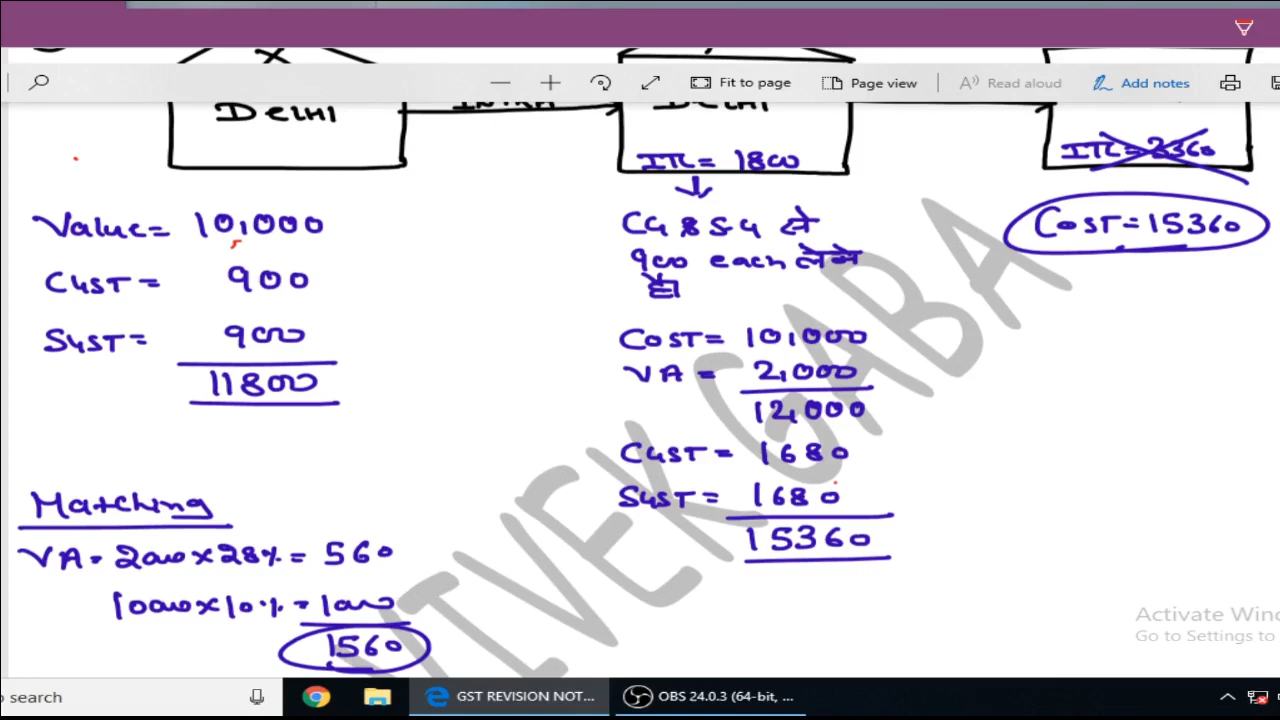 Fit to page
Page view
Read aloud
Add notes
DELHI
INTRA
DELHI
ITC = 1800
ITC = 2360
Value = 10,000
CGST = 900
SGST = 900
11800
CG & SG के
900 each लेने
है
Cost = 10,000
VA = 2,000
12,000
CGST = 1680
SGST = 1680
15360
Cost = 15360
Matching
VA = 2000 x 28% = 560
10000 x 10% = 1000
1560
VIVEK GABA
Activate Win
Go to Settings to
search
GST REVISION NOT...
OBS 24.0.3 (64-bit, ...